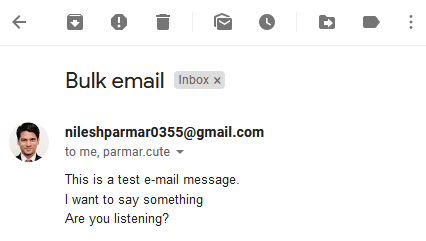 Bulk email Inbox ×
nileshparmar0355@gmail.com
to me, parmar.cute
This is a test e-mail message.
I want to say something
Are you listening?